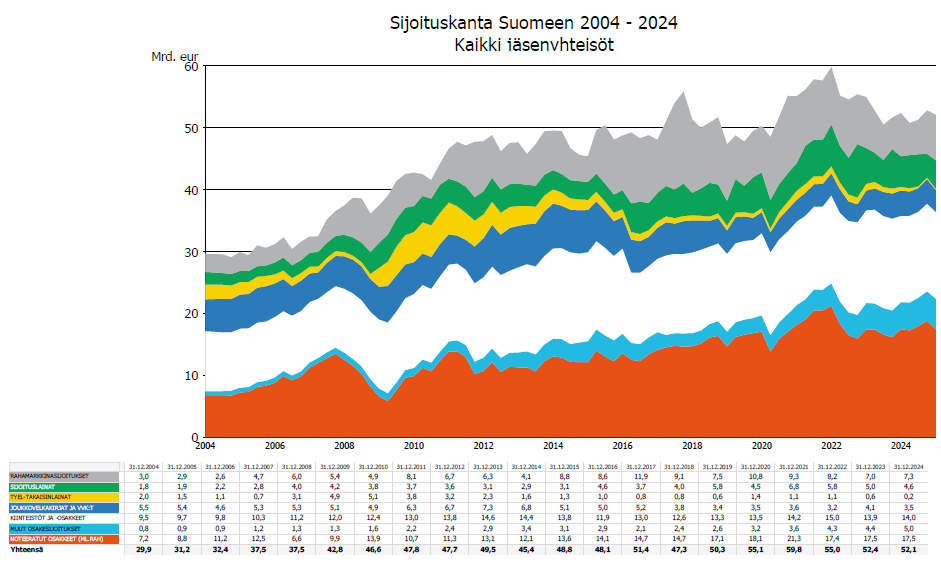 Sijoituskanta Suomeen 2004 - 2024
Kaikki jäsenyhteisöt
Mrd. eur
60
50
40
30
20
10
0
2004 2006 2008 2010 2012 2014 2016 2018 2020 2022 2024
31.12.2004 31.12.2005 31.12.2006 31.12.2007 31.12.2008 31.12.2009 31.12.2010 31.12.2011 31.12.2012 31.12.2013 31.12.2014 31.12.2015 31.12.2016 31.12.2017 31.12.2018 31.12.2019 31.12.2020 31.12.2021 31.12.2022 31.12.2023 31.12.2024
RAHAMARKKINASIJOITUKSET 3,0 2,9 2,6 4,7 6,0 5,4 4,9 8,1 6,7 6,3 4,1 8,8 8,6 11,9 9,1 7,5 10,8 9,3 8,2 7,0 7,3
SIJOITUSLAINAT 1,8 1,9 2,2 2,8 4,0 4,2 3,8 3,7 3,6 3,1 2,9 3,1 4,6 3,7 4,0 5,8 4,5 6,8 5,8 5,0 4,6
TYEL-TAKAISINLAINAT 2,0 1,5 1,1 0,7 3,1 4,9 5,1 3,8 3,2 2,3 1,6 1,3 1,0 0,8 0,8 0,6 1,4 1,1 1,1 0,6 0,2
JOUKKOVELKAKIRJAT JA VVK:T 5,5 5,4 4,6 5,3 5,3 5,1 4,9 6,3 6,7 7,3 6,8 5,1 5,0 5,2 3,8 3,4 3,5 3,6 3,2 4,1 3,5
KIINTEISTÖT JA -OSAKKEET 9,5 9,7 9,8 10,3 11,2 12,0 12,4 13,0 13,8 14,6 14,4 13,8 11,9 13,0 12,6 13,3 13,5 14,2 15,0 13,9 14,0
MUUT OSAKESIJOITUKSET 0,8 0,9 0,9 1,2 1,3 1,3 1,6 2,2 2,4 2,9 3,4 3,1 2,9 2,1 2,4 2,6 3,2 3,6 4,3 4,4 5,0
NOTEERATUT OSAKKEET (ML.RAH) 7,2 8,8 11,2 12,5 6,6 9,9 13,9 10,7 11,3 13,1 12,1 13,6 14,1 14,7 14,7 17,1 18,1 21,3 17,4 17,5 17,5
Yhteensä 29,9 31,2 32,4 37,5 37,5 42,8 46,6 47,8 47,7 49,5 45,4 48,8 48,1 51,4 47,3 50,3 55,1 59,8 55,0 52,4 52,1